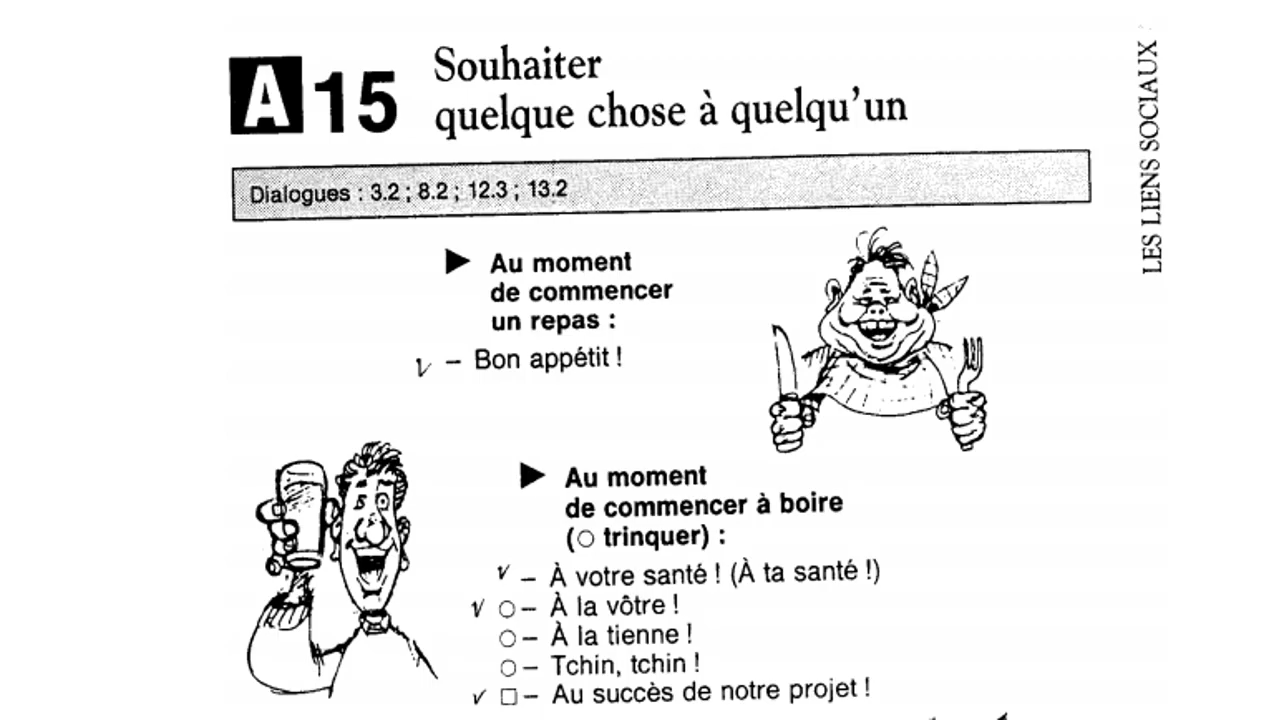 A 15
Souhaiter
quelque chose à quelqu'un
LES LIENS SOCIAUX
Dialogues : 3.2 ; 8.2 ; 12.3 ; 13.2
► Au moment
de commencer
un repas :
– Bon appétit !
► Au moment
de commencer à boire
(○ trinquer) :
– À votre santé ! (À ta santé !)
○ – À la vôtre !
○ – À la tienne !
○ – Tchin, tchin !
□ – Au succès de notre projet !